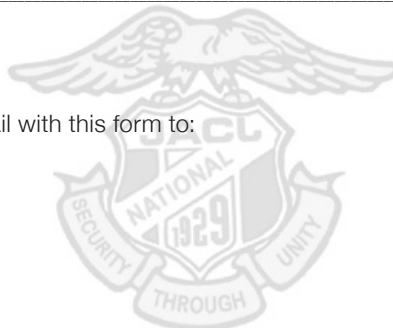 il with this form to:
JACL
NATIONAL
1929
SECURITY
THROUGH
UNITY